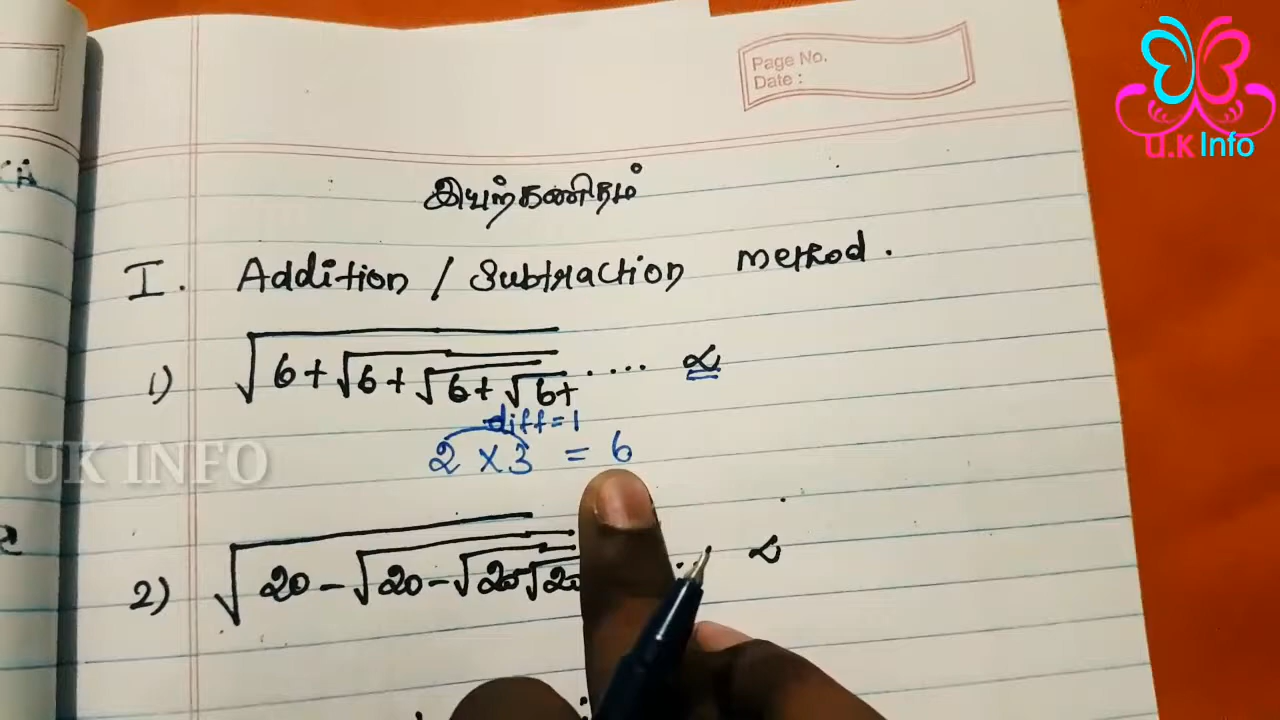 Page No.
Date :
U.K Info
இயற்கணிதம்
I. Addition / Subtraction method.
1) √6+√6+√6+√6+ ..... ∝
diff=1
2 × 3 = 6
UK INFO
2) √20-√20-√20√20 . ∝